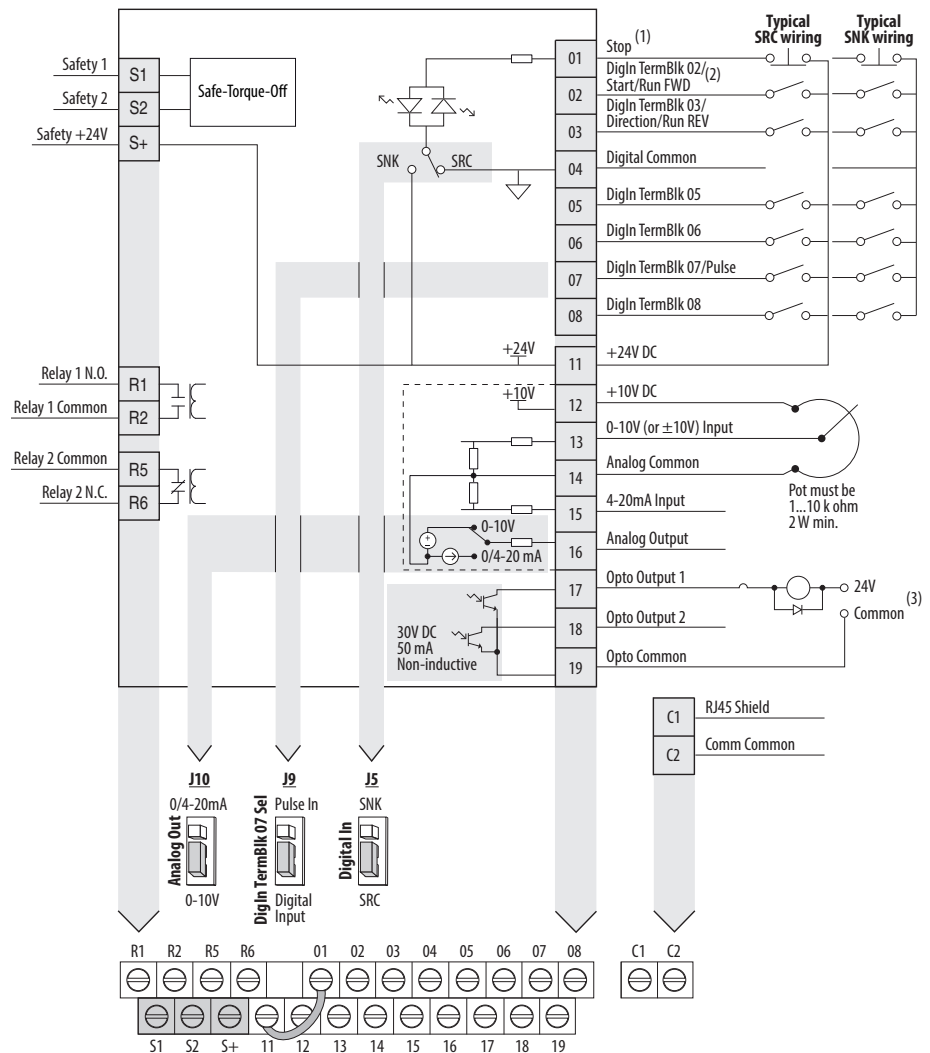 Typical
SRC wiring
Typical
SNK wiring
Safety 1
S1
Safety 2
S2
Safety +24V
S+
Safe-Torque-Off
SNK
SRC
01
Stop (1)
02
DigIn TermBlk 02/
Start/Run FWD (2)
03
DigIn TermBlk 03/
Direction/Run REV
04
Digital Common
05
DigIn TermBlk 05
06
DigIn TermBlk 06
07
DigIn TermBlk 07/Pulse
08
DigIn TermBlk 08
+24V
11
+24V DC
Relay 1 N.O.
R1
Relay 1 Common
R2
Relay 2 Common
R5
Relay 2 N.C.
R6
+10V
12
+10V DC
13
0-10V (or ±10V) Input
14
Analog Common
15
4-20mA Input
Pot must be
1...10 k ohm
2 W min.
0-10V
0/4-20 mA
16
Analog Output
17
Opto Output 1
24V
Common (3)
18
Opto Output 2
19
Opto Common
30V DC
50 mA
Non-inductive
C1
RJ45 Shield
C2
Comm Common
J10
0/4-20mA
Analog Out
0-10V
J9
Pulse In
DigIn TermBlk 07 Sel
Digital
Input
J5
SNK
Digital In
SRC
R1 R2 R5 R6 01 02 03 04 05 06 07 08 C1 C2
S1 S2 S+ 11 12 13 14 15 16 17 18 19